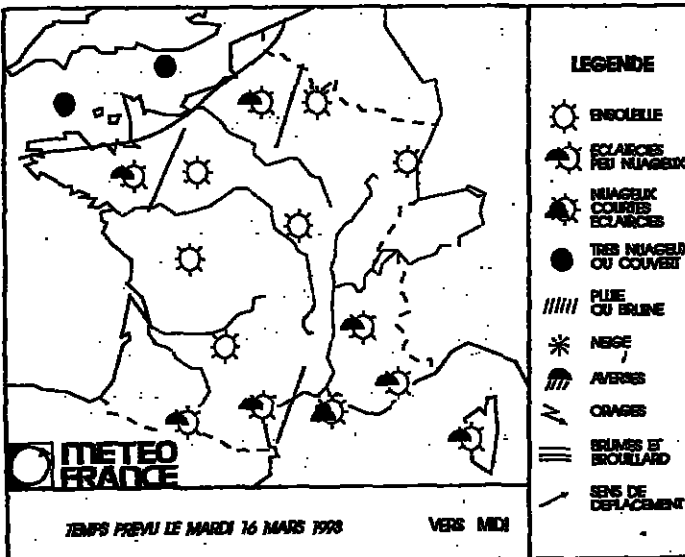 LEGENDE
ENSOLEILLE
ECLAIRCIES
PEU NUAGEUX
NUAGEUX
COURTES
ECLAIRCIES
TRES NUAGEUX
OU COUVERT
PLUIE
OU BRUINE
NEIGE
AVERSES
ORAGES
BRUMES ET
BROUILLARD
SENS DE
DEPLACEMENT
METEO
FRANCE
TEMPS PREVU LE MARDI 16 MARS 1993 VERS MIDI